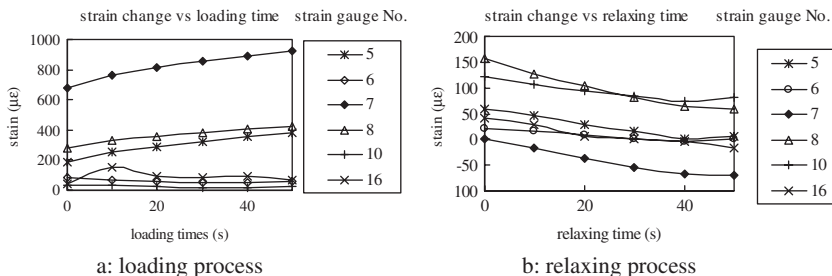 strain change vs loading time strain gauge No.
1000
800
600
400
200
0
stain (με)
0 20 40
loading times (s)
5
6
7
8
10
16
a: loading process
strain change vs relaxing time strain gauge No.
200
150
100
50
0
50
100
stain (με)
0 20 40
relaxing time (s)
5
6
7
8
10
16
b: relaxing process